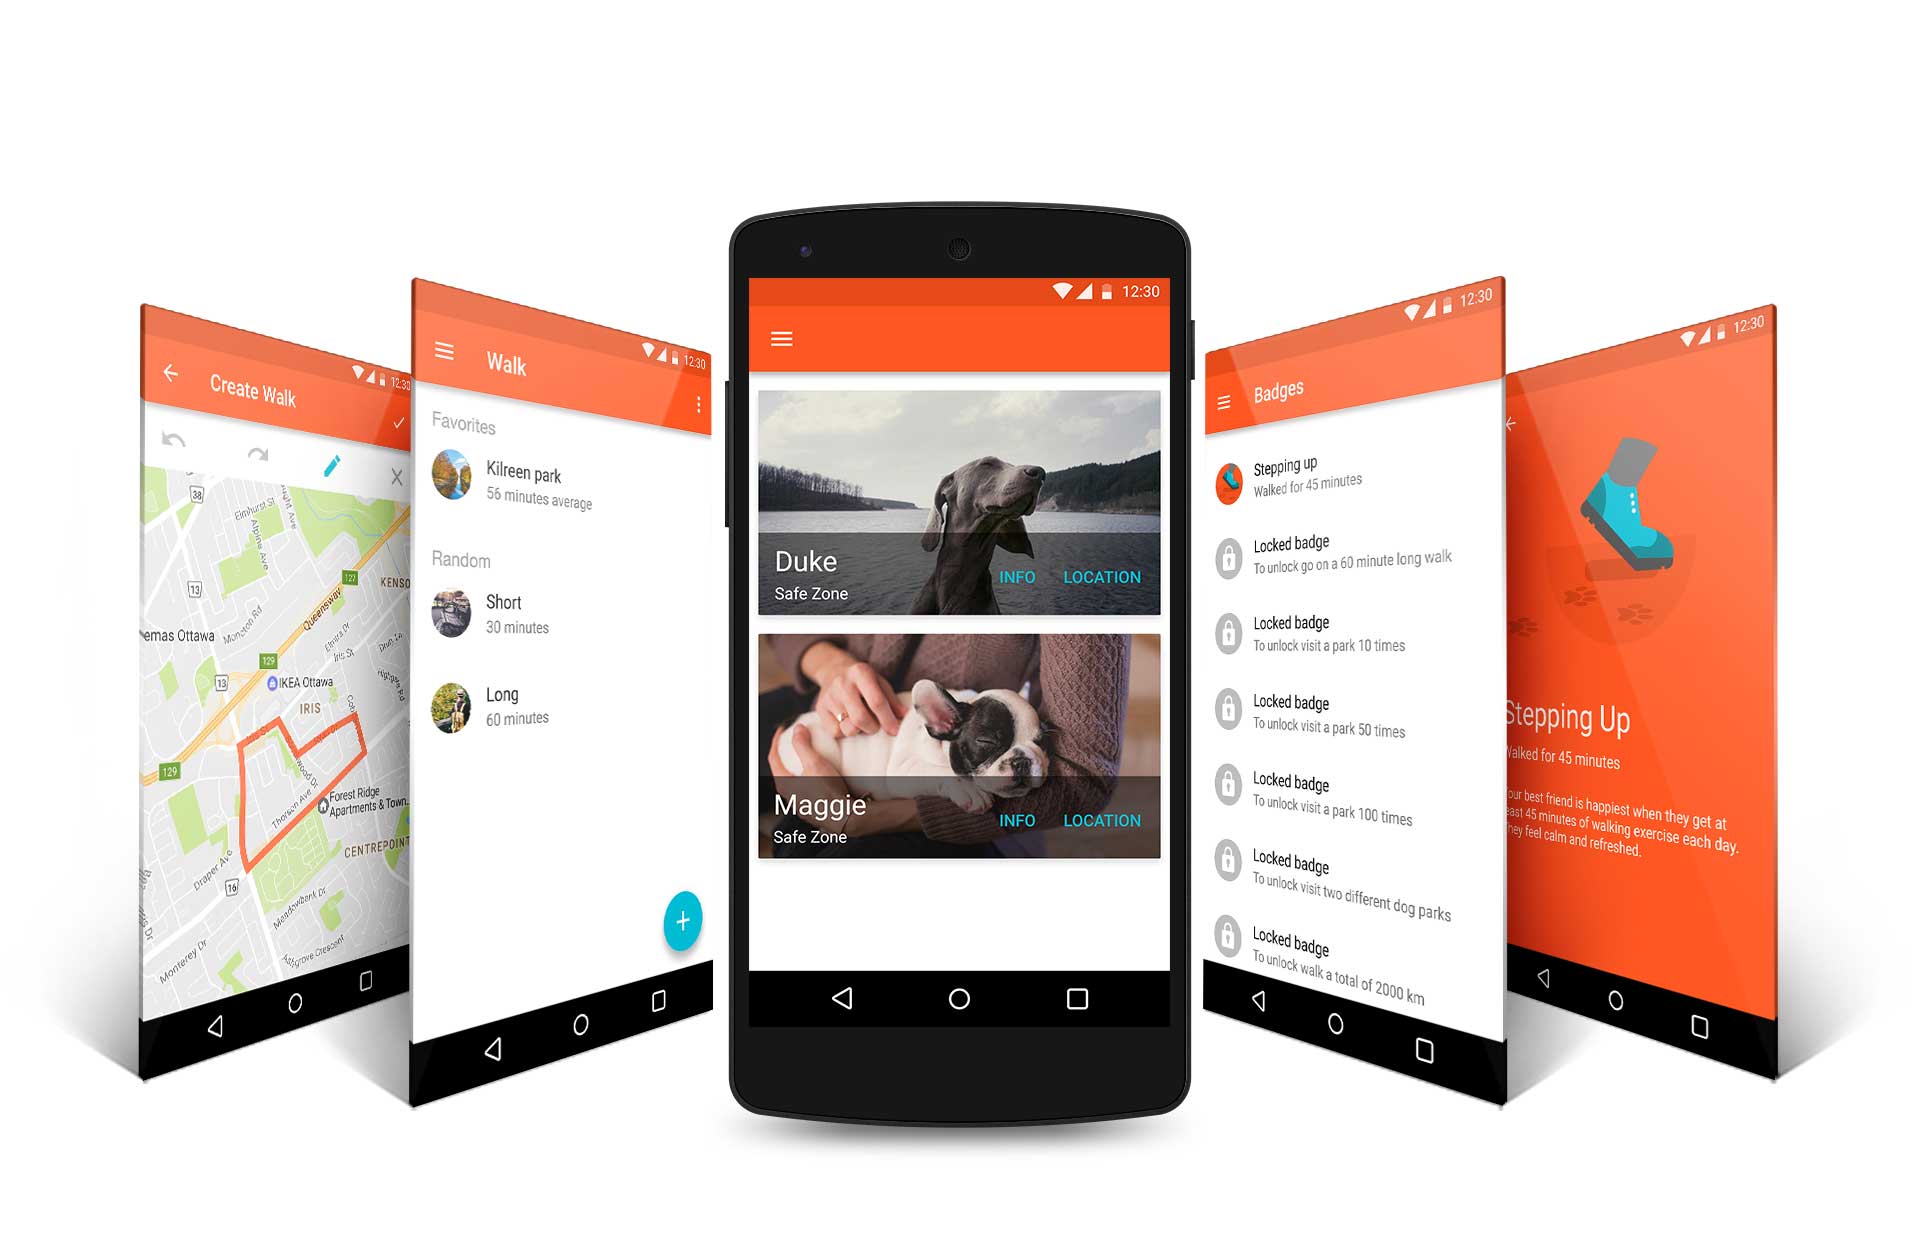 12:30
Create Walk
38
Elmhurst St
Alpine Ave
127
KENSO
13
Queensway
Monston Rd
Elmira Dr
Iris St
emas Ottawa
129
13
IKEA Ottawa
IRIS
129
Thorson Ave
Forest Ridge
Apartments & Town...
CENTREPOINT
Draper Ave
16
Meadowbank Dr
Monterey Dr
Crescent
12:30
Walk
Favorites
Kilreen park
56 minutes average
Random
Short
30 minutes
Long
60 minutes
+
12:30
Duke
Safe Zone
INFO
LOCATION
Maggie
Safe Zone
INFO
LOCATION
12:30
Badges
Stepping up
Walked for 45 minutes
Locked badge
To unlock go on a 60 minute long walk
Locked badge
To unlock visit a park 10 times
Locked badge
To unlock visit a park 50 times
Locked badge
To unlock visit a park 100 times
Locked badge
To unlock visit two different dog parks
Locked badge
To unlock walk a total of 2000 km
12:30
Stepping Up
Walked for 45 minutes
our best friend is happiest when they get at
east 45 minutes of walking exercise each day.
They feel calm and refreshed.